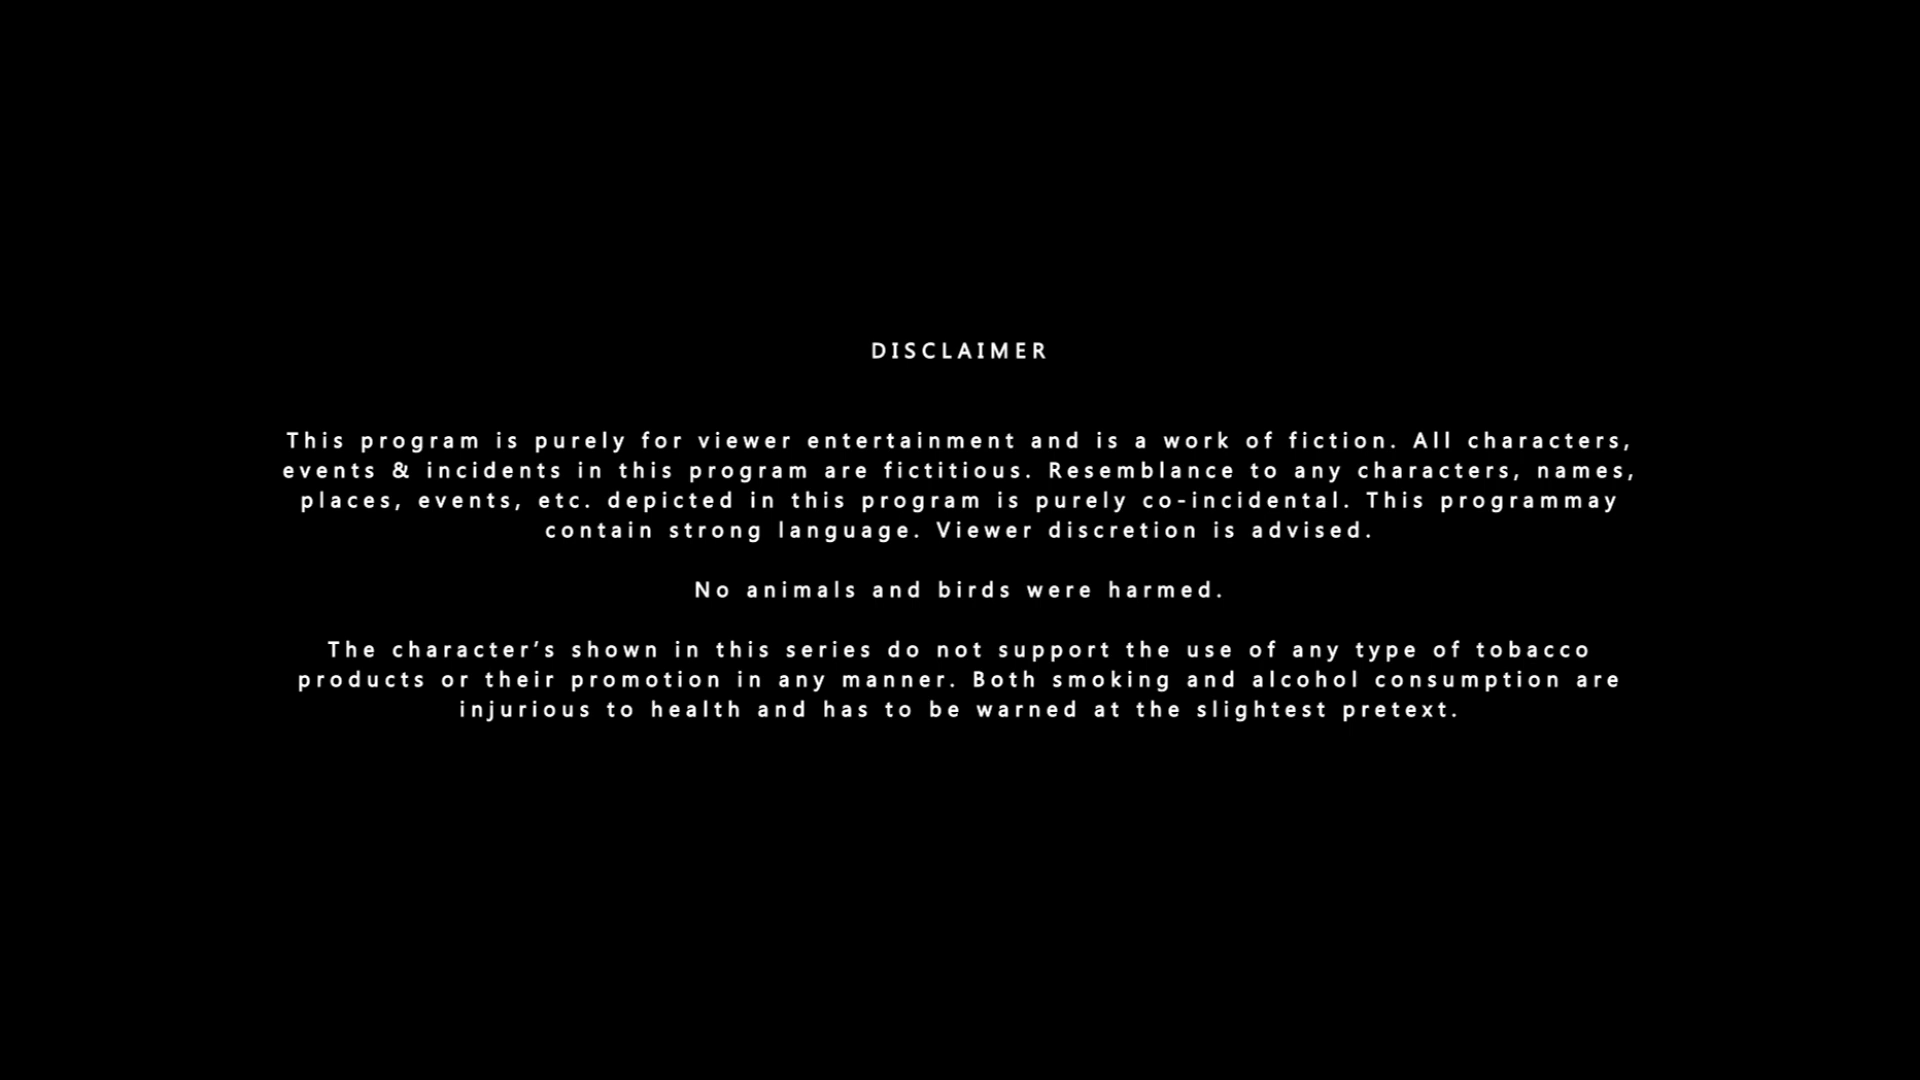 DISCLAIMER
This program is purely for viewer entertainment and is a work of fiction. All characters,
events & incidents in this program are fictitious. Resemblance to any characters, names,
places, events, etc. depicted in this program is purely co-incidental. This programmay
contain strong language. Viewer discretion is advised.
No animals and birds were harmed.
The character’s shown in this series do not support the use of any type of tobacco
products or their promotion in any manner. Both smoking and alcohol consumption are
injurious to health and has to be warned at the slightest pretext.